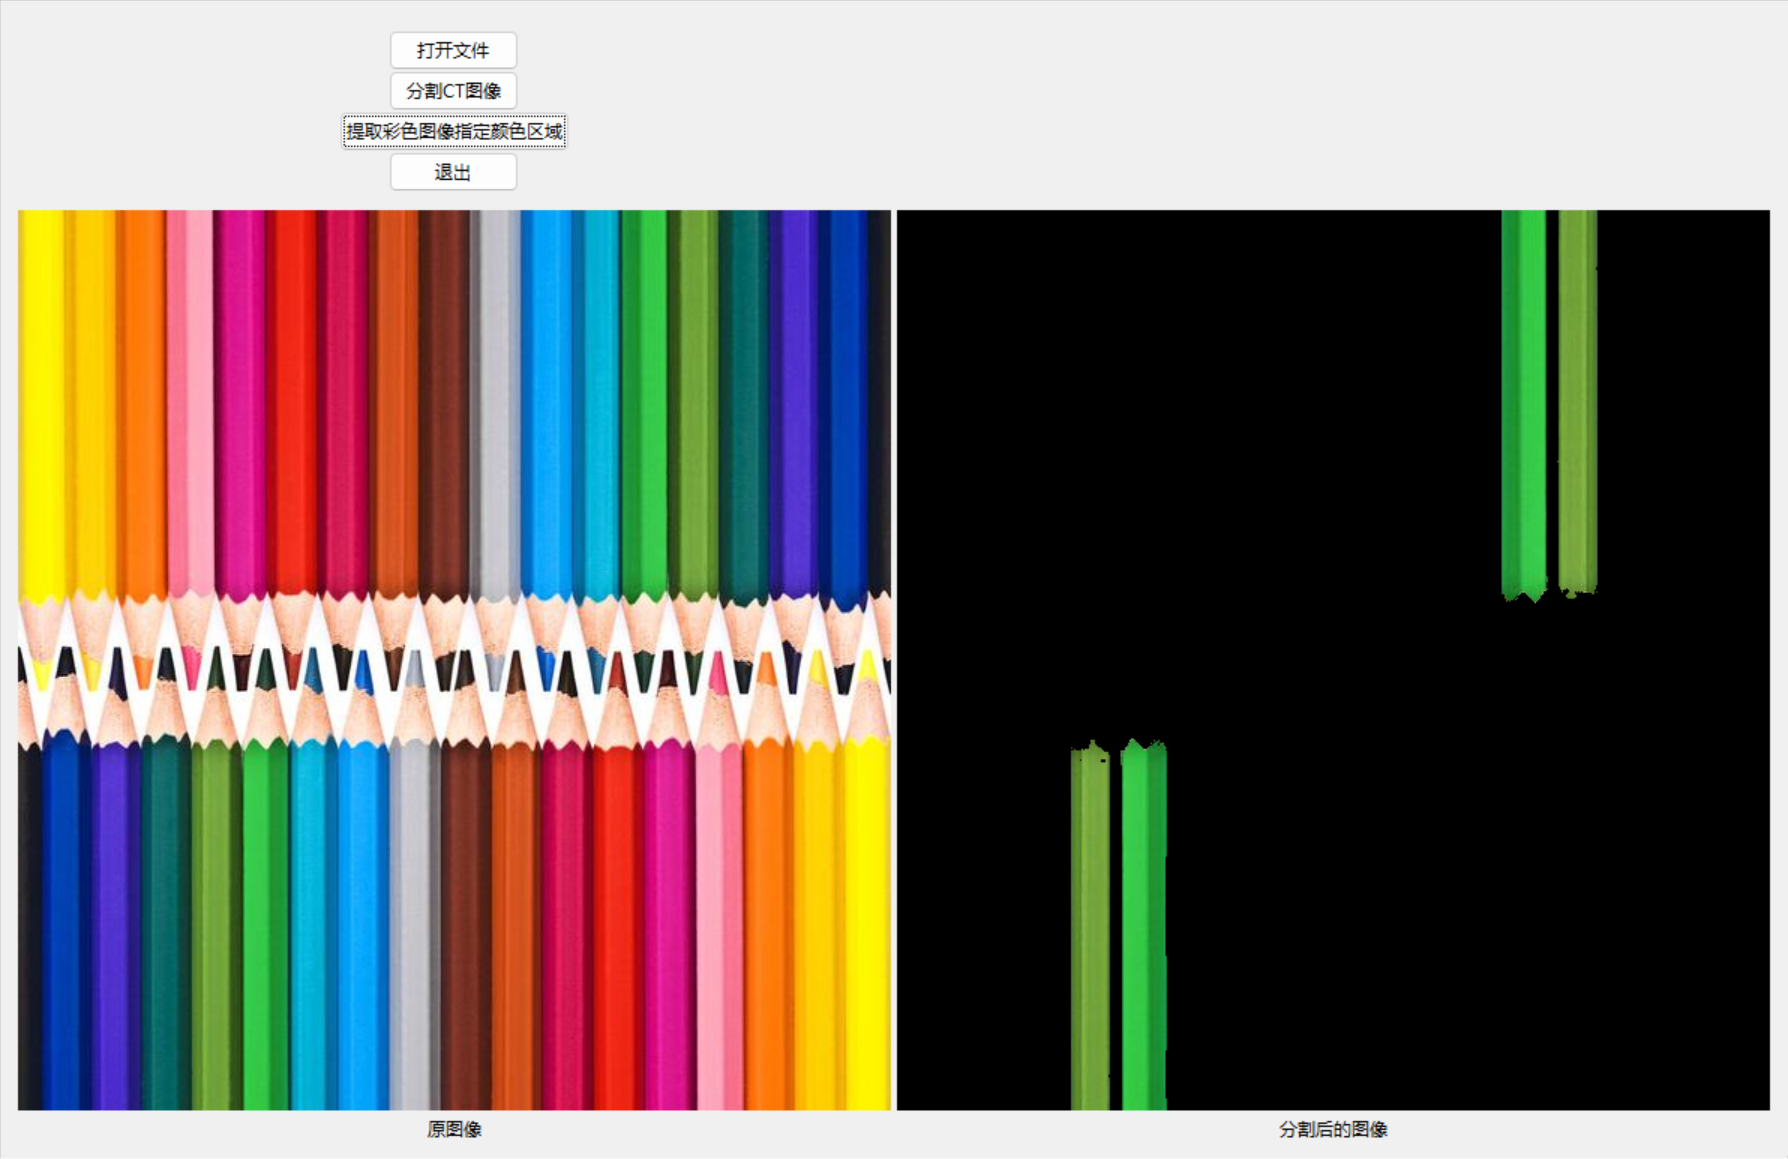 打开文件
分割CT图像
提取彩色图像指定颜色区域
退出
原图像
分割后的图像